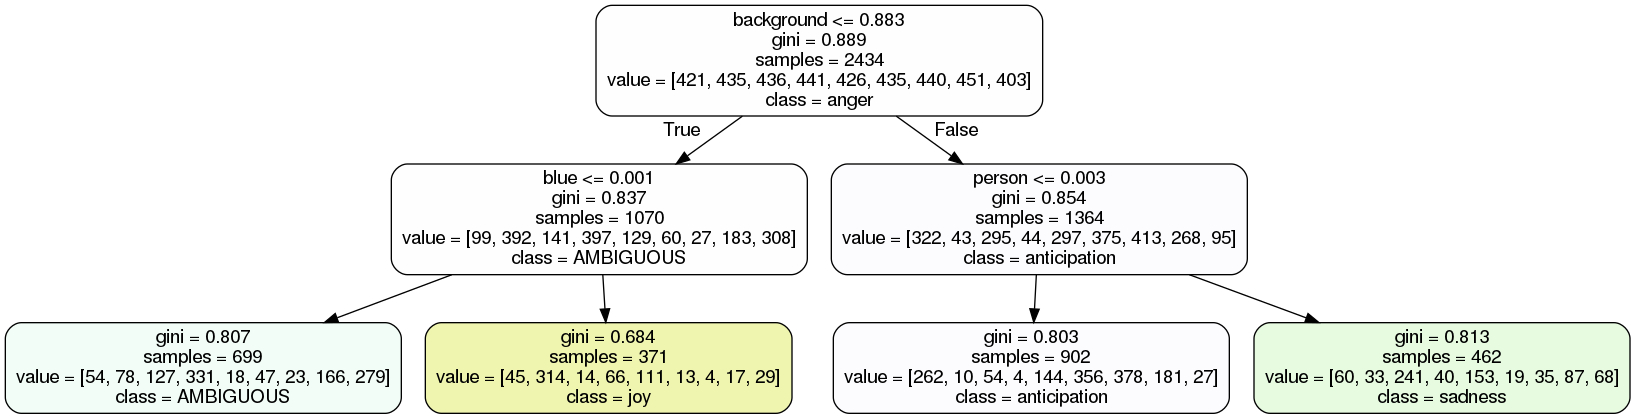 background <= 0.883
gini = 0.889
samples = 2434
value = [421, 435, 436, 441, 426, 435, 440, 451, 403]
class = anger
True
False
blue <= 0.001
gini = 0.837
samples = 1070
value = [99, 392, 141, 397, 129, 60, 27, 183, 308]
class = AMBIGUOUS
person <= 0.003
gini = 0.854
samples = 1364
value = [322, 43, 295, 44, 297, 375, 413, 268, 95]
class = anticipation
gini = 0.807
samples = 699
value = [54, 78, 127, 331, 18, 47, 23, 166, 279]
class = AMBIGUOUS
gini = 0.684
samples = 371
value = [45, 314, 14, 66, 111, 13, 4, 17, 29]
class = joy
gini = 0.803
samples = 902
value = [262, 10, 54, 4, 144, 356, 378, 181, 27]
class = anticipation
gini = 0.813
samples = 462
value = [60, 33, 241, 40, 153, 19, 35, 87, 68]
class = sadness